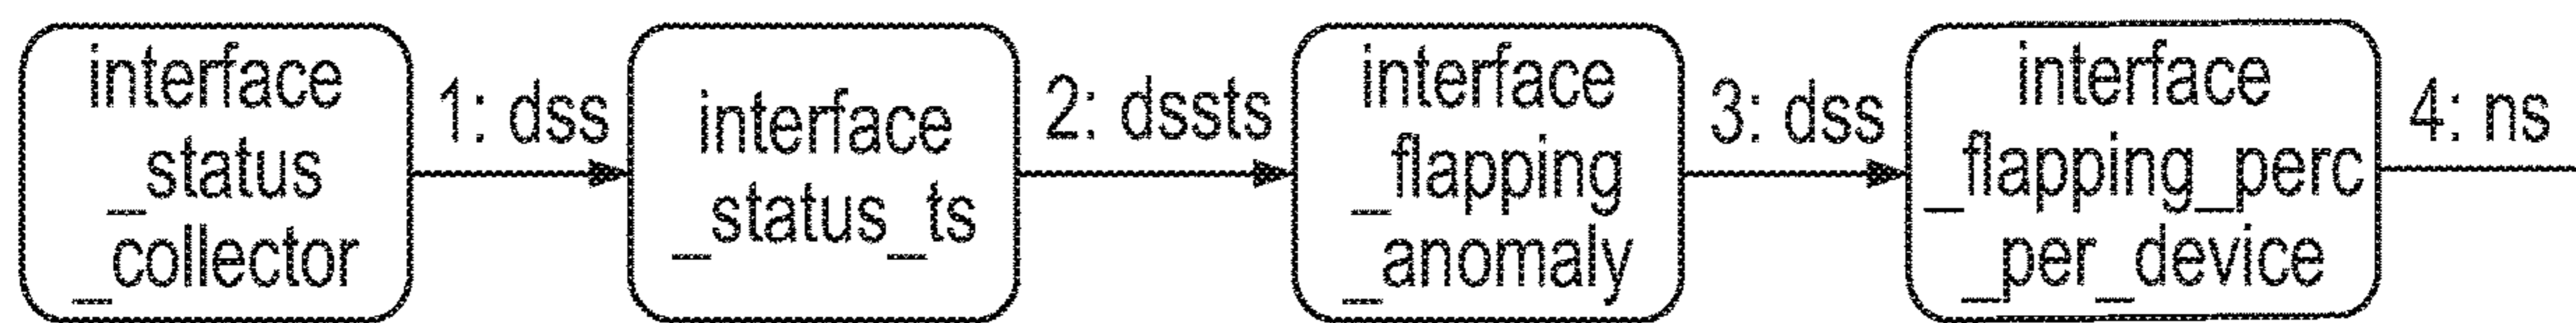 interface
_status
_collector
1: dss
interface
_status_ts
2: dssts
interface
_flapping
_anomaly
3: dss
interface
_flapping_perc
_per_device
4: ns